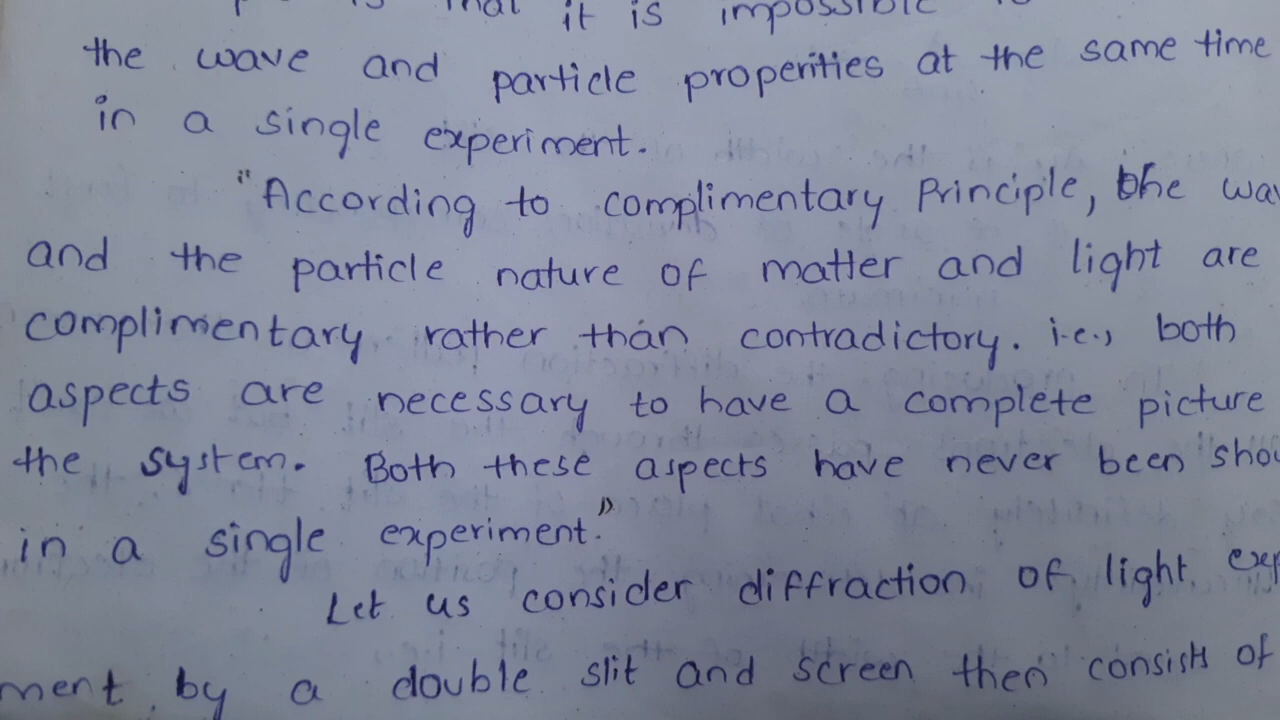 that it is impossible
the wave and particle properities at the same time
in a single experiment.
"According to complimentary Principle, the
and the particle nature of matter and light are
complimentary rather than contradictory. i.e., both
aspects are necessary to have a complete picture
the system. Both these aspects have never been
in a single experiment."
Let us consider diffraction of light
ment by a double slit and screen then consists of